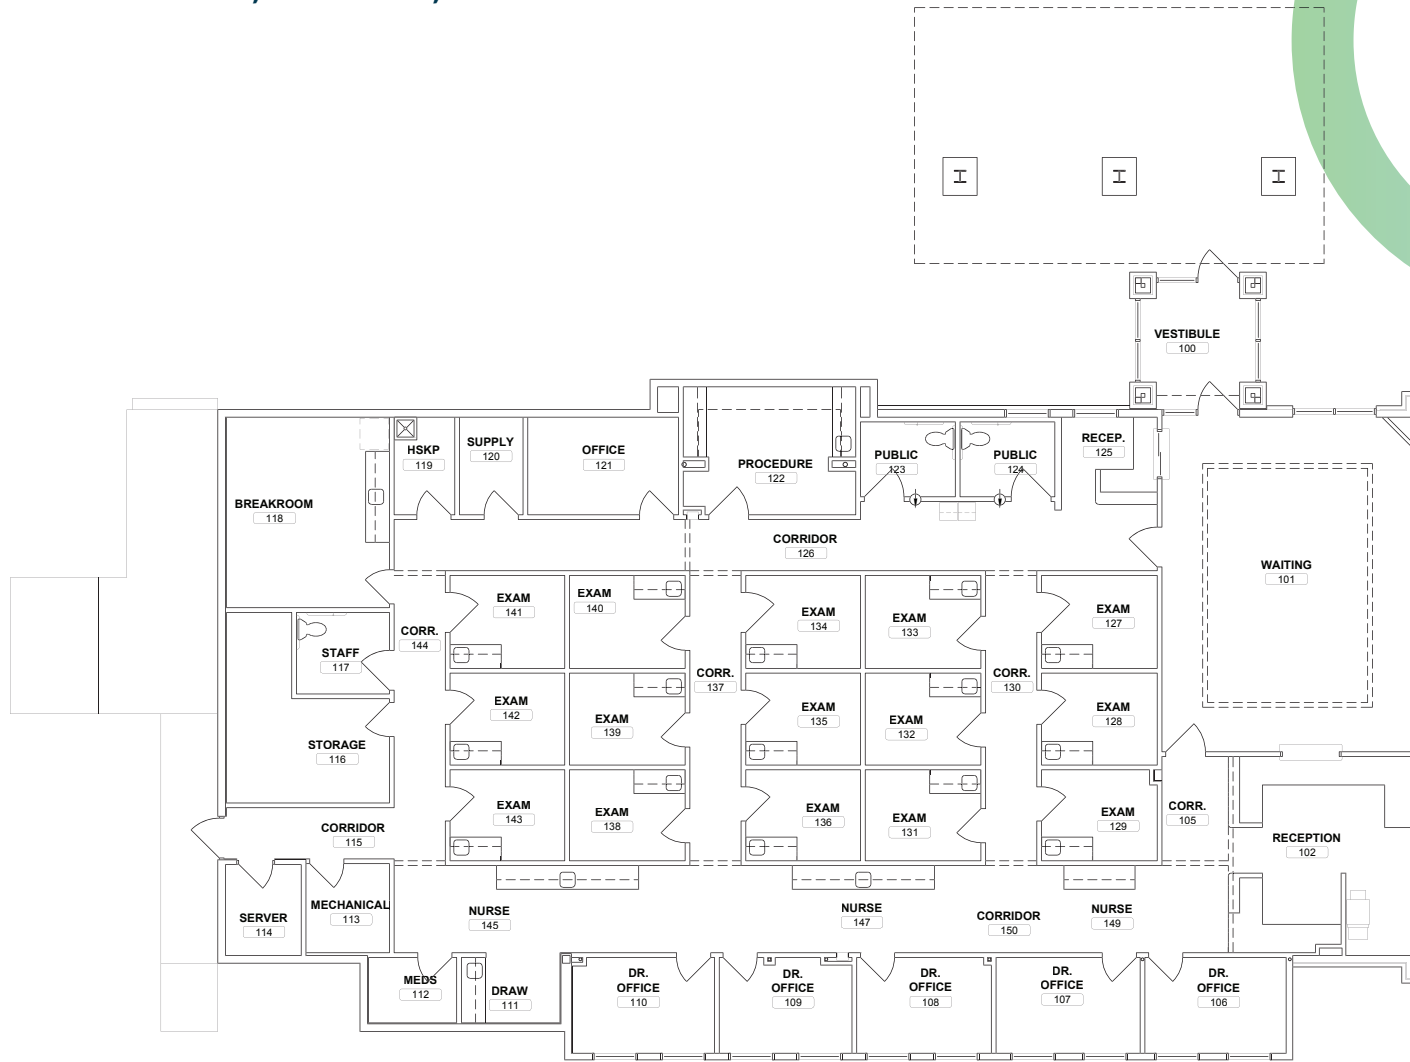 VESTIBULE
100
HSKP
119
SUPPLY
120
OFFICE
121
PROCEDURE
122
PUBLIC
123
PUBLIC
124
RECEP.
125
BREAKROOM
118
CORRIDOR
126
WAITING
101
EXAM
141
EXAM
140
EXAM
134
EXAM
133
EXAM
127
STAFF
117
CORR.
144
CORR.
137
CORR.
130
EXAM
142
EXAM
139
EXAM
135
EXAM
132
EXAM
128
STORAGE
116
EXAM
143
EXAM
138
EXAM
136
EXAM
131
EXAM
129
CORR.
105
CORRIDOR
115
RECEPTION
102
SERVER
114
MECHANICAL
113
NURSE
145
NURSE
147
CORRIDOR
150
NURSE
149
MEDS
112
DRAW
111
DR.
OFFICE
110
DR.
OFFICE
109
DR.
OFFICE
108
DR.
OFFICE
107
DR.
OFFICE
106